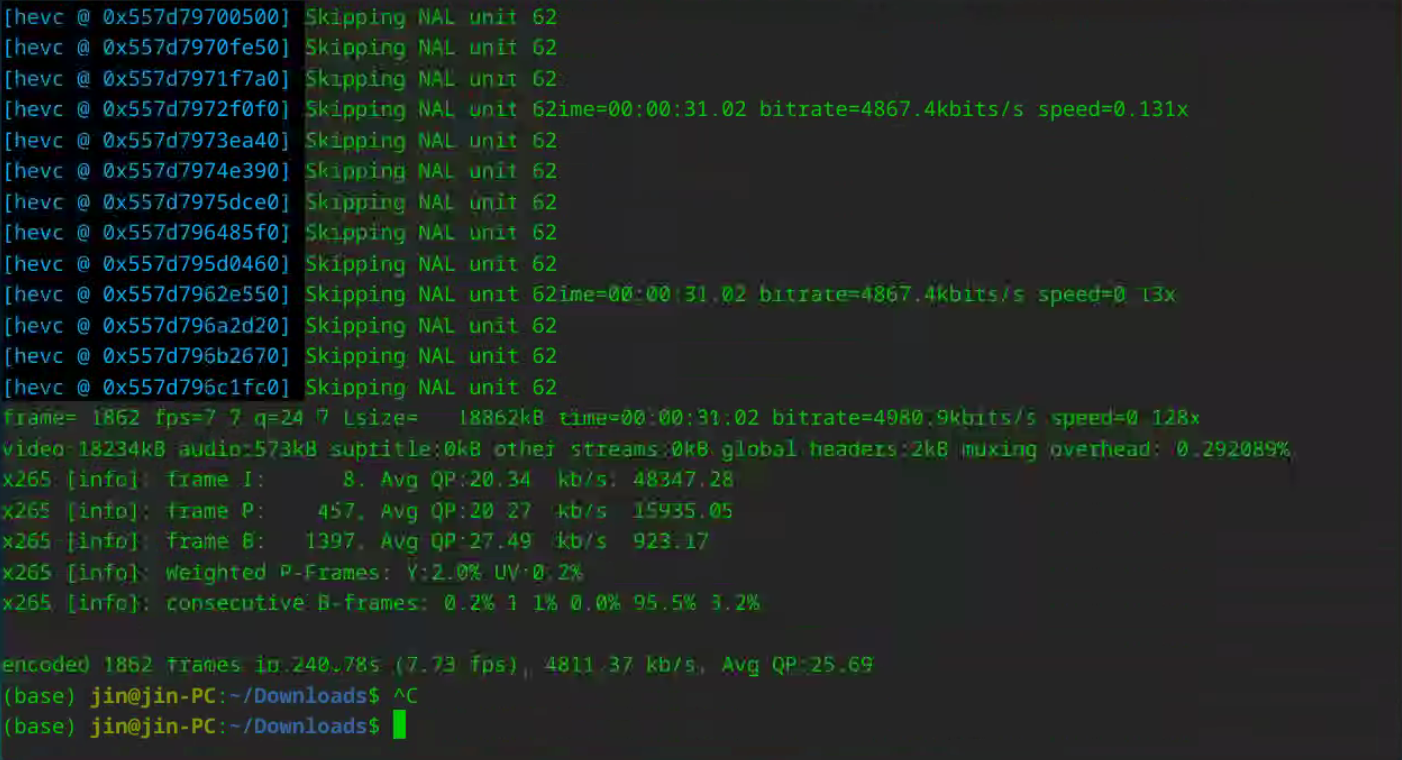 [hevc @ 0x557d79700500] Skipping NAL unit 62
[hevc @ 0x557d7970fe50] Skipping NAL unit 62
[hevc @ 0x557d7971f7a0] Skipping NAL unit 62
[hevc @ 0x557d7972f0f0] Skipping NAL unit 62ime=00:00:31.02 bitrate=4867.4kbits/s speed=0.131x
[hevc @ 0x557d7973ea40] Skipping NAL unit 62
[hevc @ 0x557d7974e390] Skipping NAL unit 62
[hevc @ 0x557d7975dce0] Skipping NAL unit 62
[hevc @ 0x557d796485f0] Skipping NAL unit 62
[hevc @ 0x557d795d0460] Skipping NAL unit 62
[hevc @ 0x557d7962e550] Skipping NAL unit 62ime=00:00:31.02 bitrate=4867.4kbits/s speed=0.13x
[hevc @ 0x557d796a2d20] Skipping NAL unit 62
[hevc @ 0x557d796b2670] Skipping NAL unit 62
[hevc @ 0x557d796c1fc0] Skipping NAL unit 62
frame= 1862 fps=7.7 q=24.7 Lsize=   18862kB time=00:00:31.02 bitrate=4980.9kbits/s speed=0.128x
video:18234kB audio:573kB subtitle:0kB other streams:0kB global headers:2kB muxing overhead: 0.292089%
x265 [info]: frame I:      8, Avg QP:20.34  kb/s: 48347.28
x265 [info]: frame P:    457, Avg QP:20.27  kb/s: 15935.05
x265 [info]: frame B:   1397, Avg QP:27.49  kb/s: 923.17
x265 [info]: Weighted P-Frames: Y:2.0% UV:0.2%
x265 [info]: consecutive B-frames: 0.2% 1.1% 0.0% 95.5% 3.2%
encoded 1862 frames in 240.78s (7.73 fps), 4811.37 kb/s, Avg QP:25.69
(base) jin@jin-PC:~/Downloads$ ^C
(base) jin@jin-PC:~/Downloads$